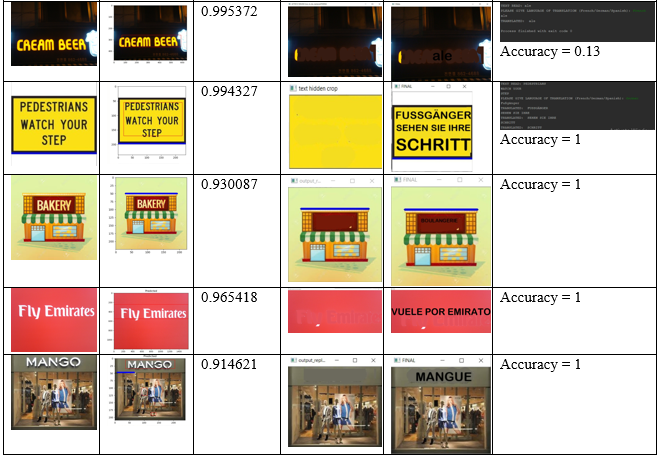 CREAM BEER
CREAM BEER
0.995372
ale
Accuracy = 0.13
PEDESTRIANS
WATCH YOUR
STEP
PEDESTRIANS
WATCH YOUR
STEP
0.994327
text hidden crop
FINAL
FUSSGÄNGER
SEHEN SIE IHRE
SCHRITT
Accuracy = 1
BAKERY
BAKERY
0.930087
output_r...
FINAL
BOULANGERIE
Accuracy = 1
Fly Emirates
Fly Emirates
0.965418
VUELE POR EMIRATO
Accuracy = 1
MANGO
MANGO
0.914621
output_repl...
FINAL
MANGUE
Accuracy = 1